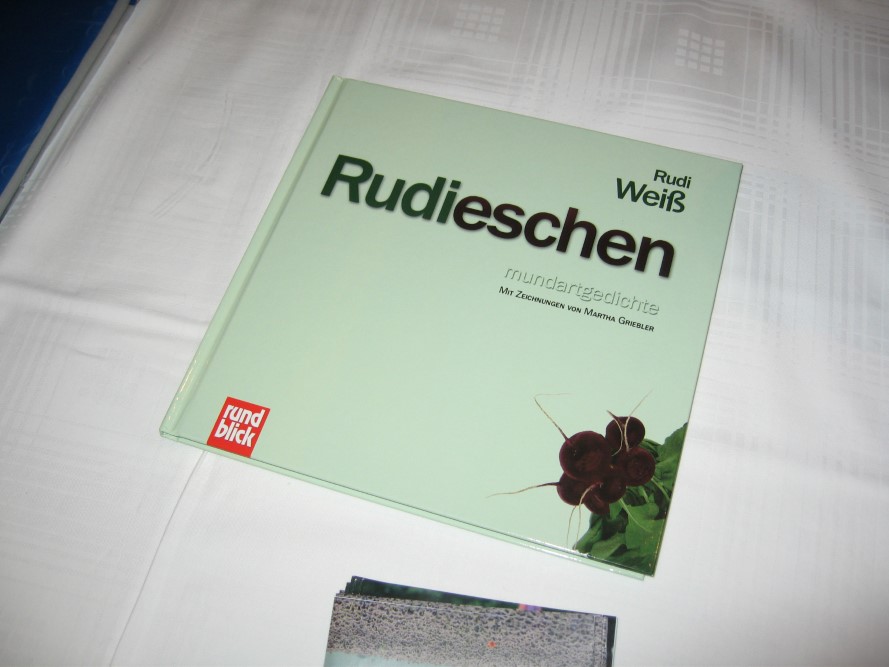 Rudi
Weiß
Rudieschen
mundartgedichte
Mit Zeichnungen von Martha Griebler
rund
blick